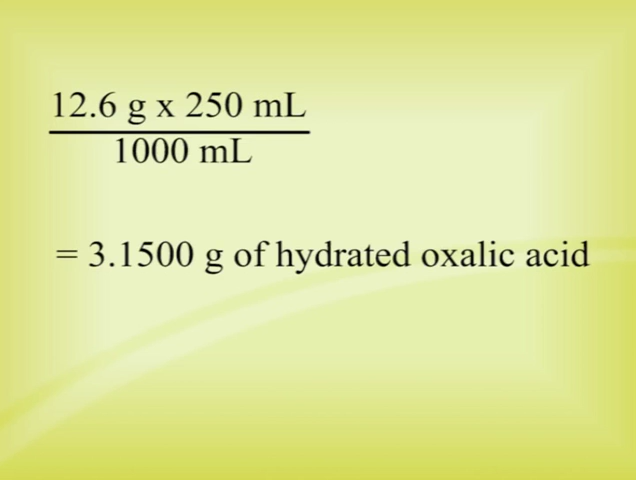 12.6 g x 250 mL
1000 mL
= 3.1500 g of hydrated oxalic acid